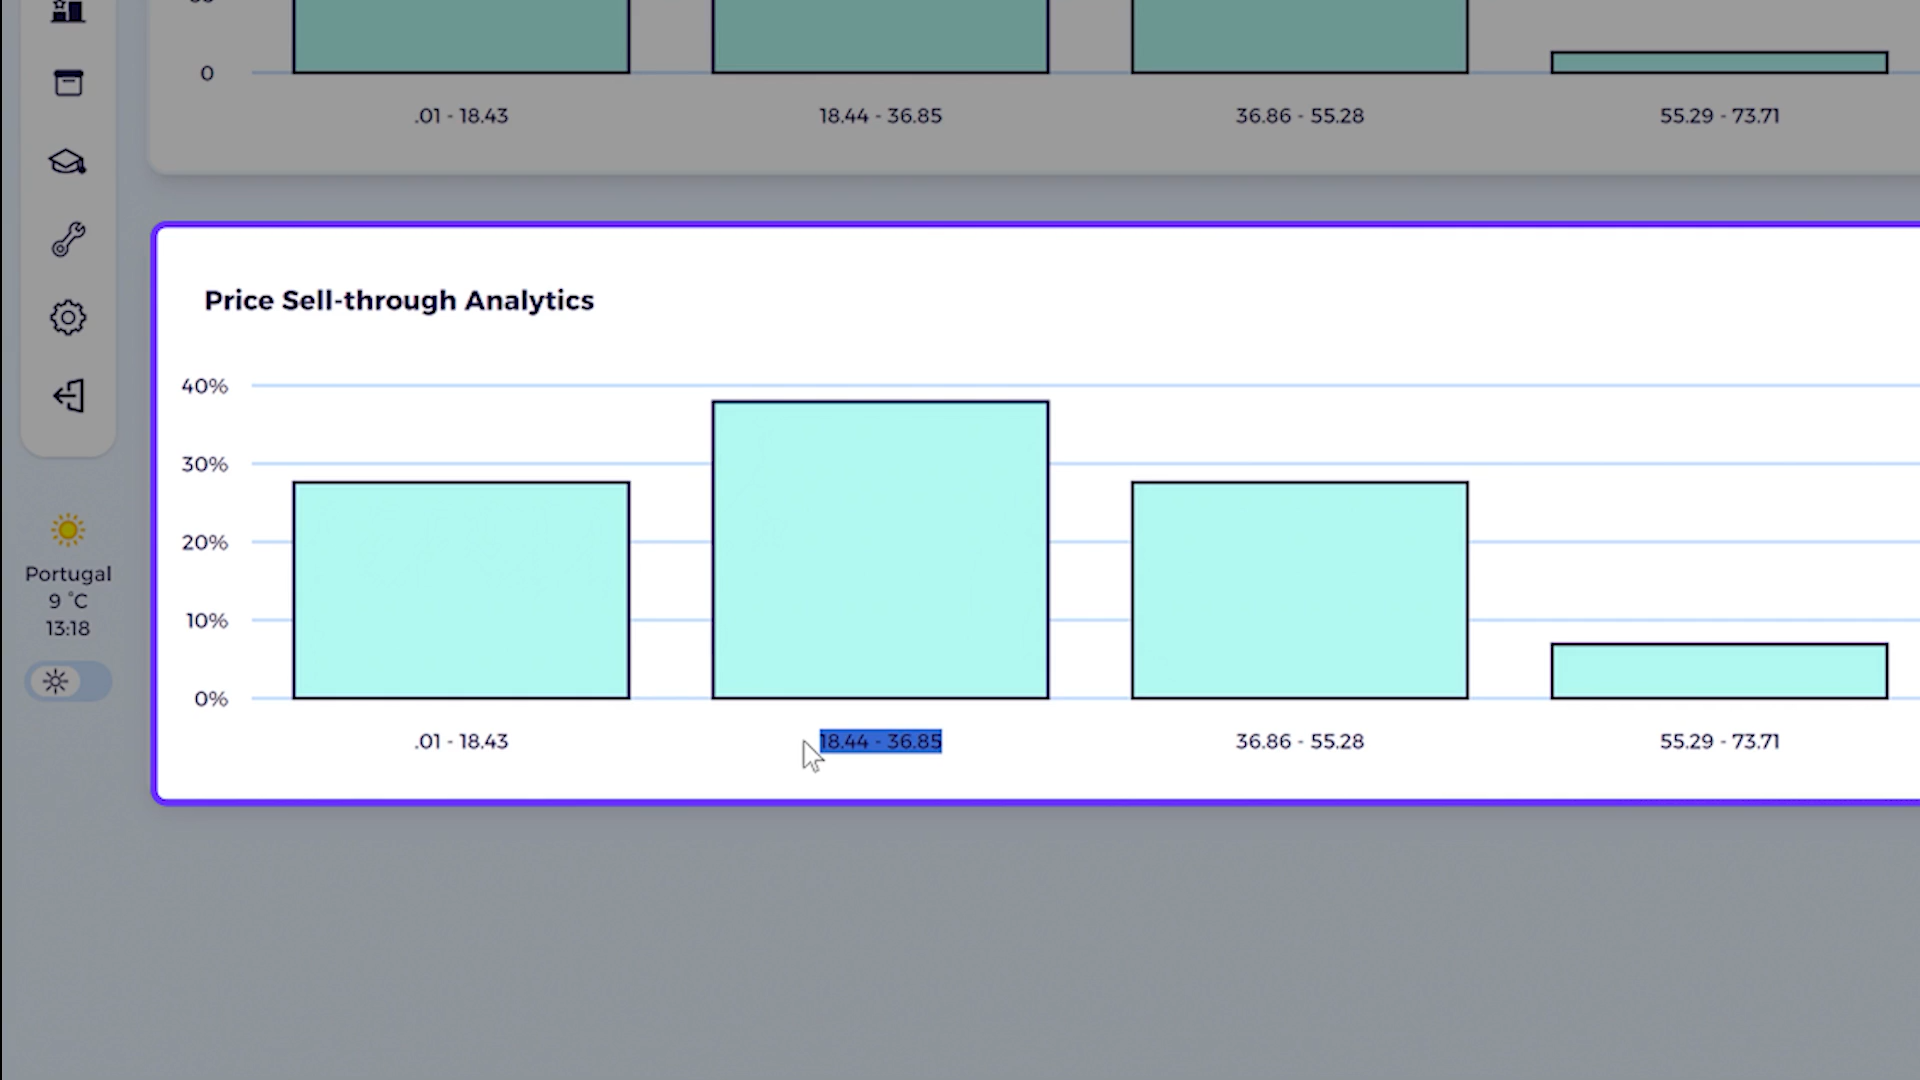 0
.01 - 18.43 18.44 - 36.85 36.86 - 55.28 55.29 - 73.71
Price Sell-through Analytics
40%
30%
20%
10%
0%
.01 - 18.43 18.44 - 36.85 36.86 - 55.28 55.29 - 73.71
Portugal
9 °C
13:18